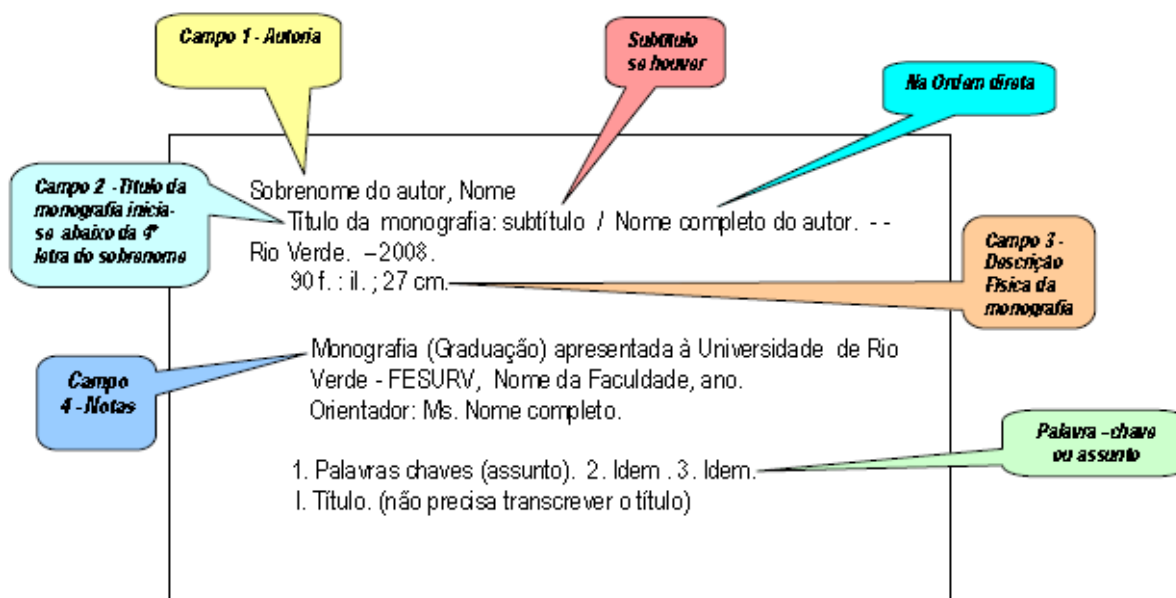 Campo 1 - Autoria
Subtítulo
se houver
Na Ordem direta
Campo 2 - Título da
monografia inicia-
se abaixo da 4ª
letra do sobrenome
Sobrenome do autor, Nome
Título da monografia: subtítulo / Nome completo do autor. --
Rio Verde. –2008.
90 f. : il. ; 27 cm.
Campo 3 -
Descrição
Física da
monografia
Campo
4 - Notas
Monografia (Graduação) apresentada à Universidade de Rio
Verde - FESURV, Nome da Faculdade, ano.
Orientador: Ms. Nome completo.
Palavra –chave
ou assunto
1. Palavras chaves (assunto). 2. Idem . 3. Idem.
I. Título. (não precisa transcrever o título)